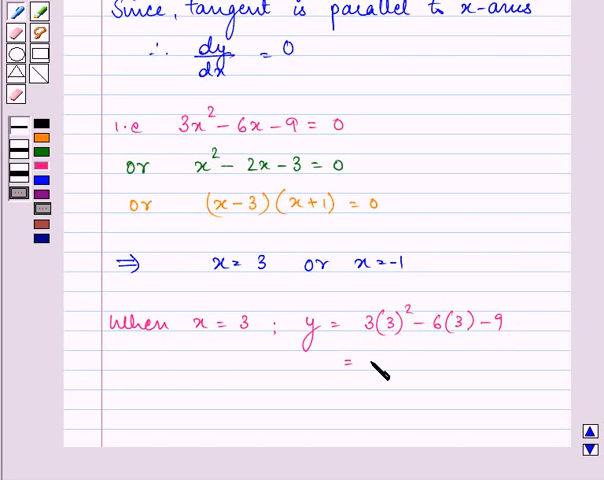 Since, tangent is parallel to x-axis
∴ dy/dx = 0
i.e 3x² - 6x - 9 = 0
or x² - 2x - 3 = 0
or (x-3)(x+1) = 0
⇒ x = 3 or x = -1
When x = 3 ; y = 3(3)² - 6(3) - 9
=